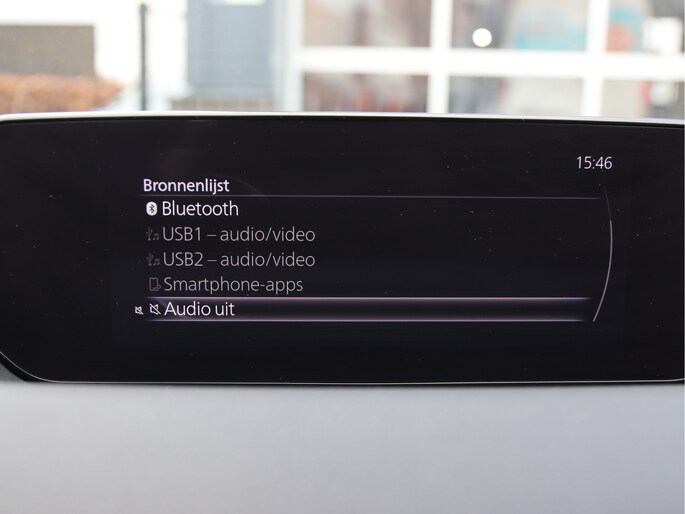 15:46
Bronnenlijst
Bluetooth
USB1 – audio/video
USB2 – audio/video
Smartphone-apps
Audio uit